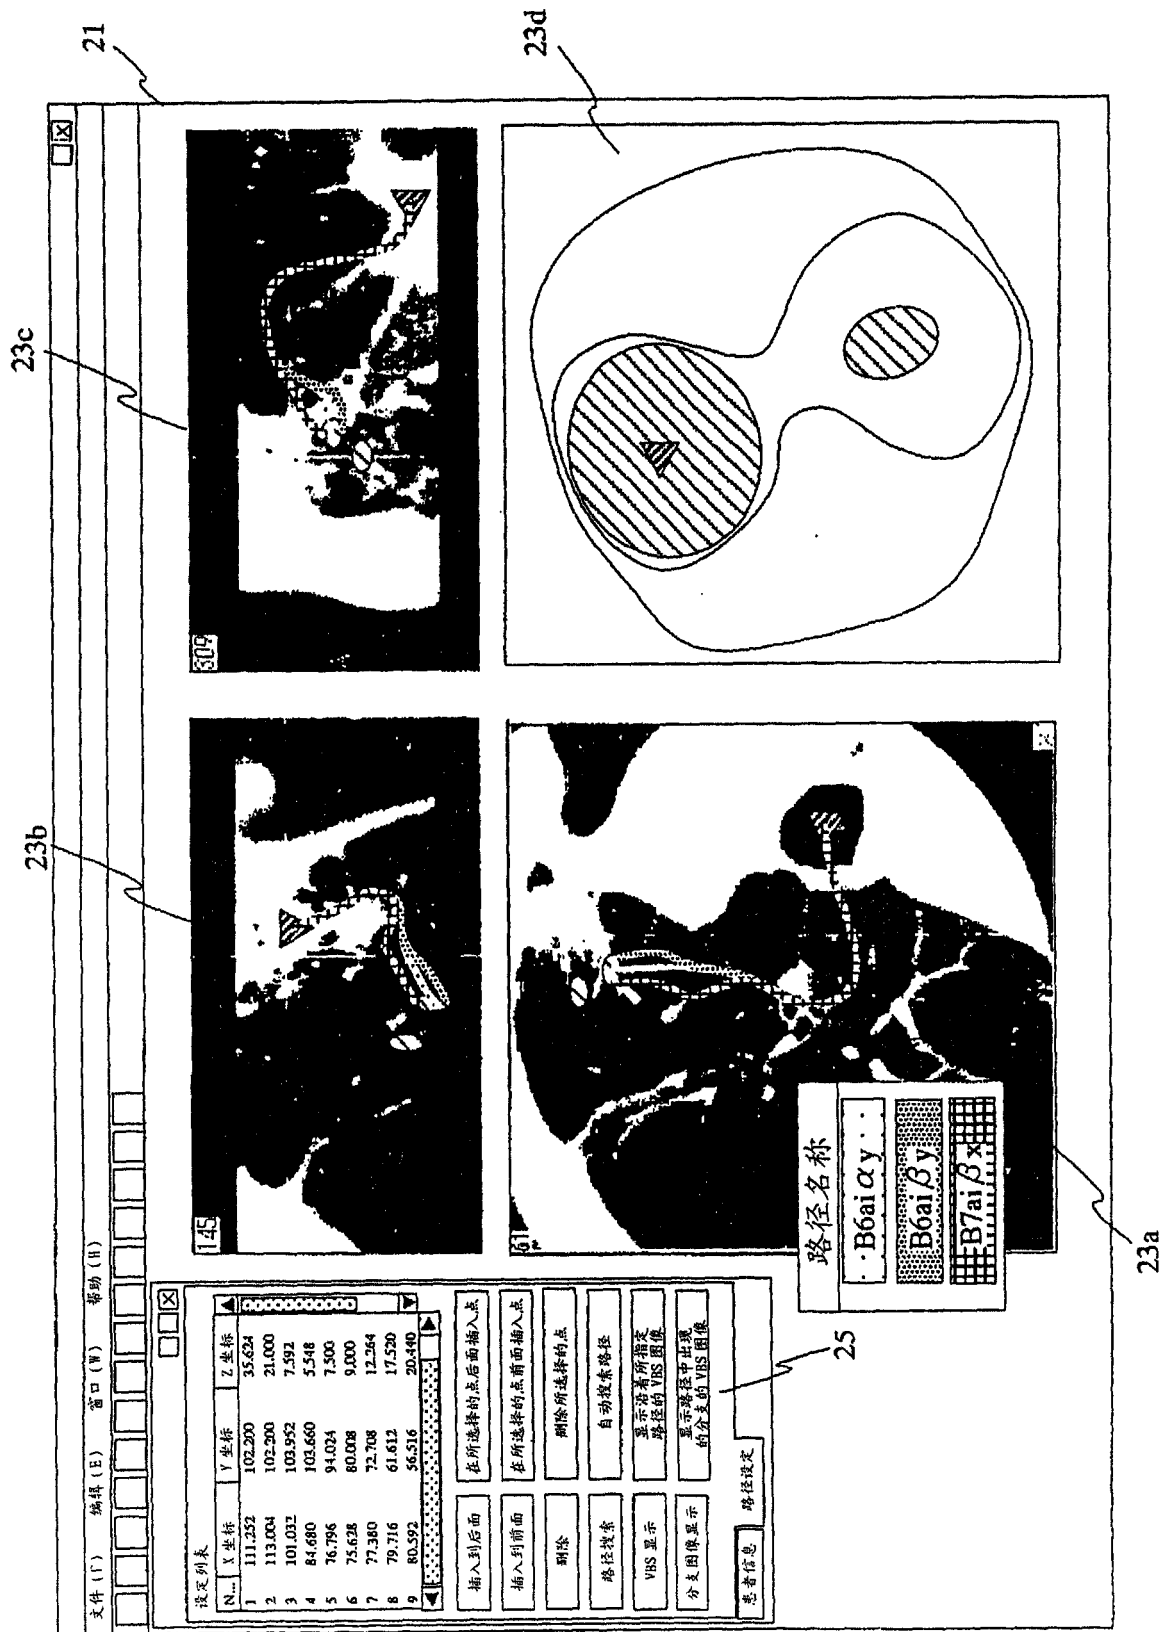 21
文件(F) 编辑(E) 窗口(W) 帮助(H)
23b
23c
23d
设定列表
N... X 坐标 Y 坐标 Z 坐标
1 111.252 102.200 35.624
2 113.004 102.200 21.000
3 101.032 103.952 7.592
4 84.680 103.660 5.548
5 76.796 94.024 7.500
6 75.628 80.008 9.000
7 77.380 72.708 12.264
8 79.716 61.612 17.520
9 80.592 56.516 20.440
插入到后面 在所选择的点后面插入点
插入到前面 在所选择的点前面插入点
删除 删除所选择的点
路径搜索 自动搜索路径
VBS 显示 显示沿着所指定
路径的 VBS 图像
分支图像显示 显示路径中出现
的分支的 VBS 图像
患者信息 路径设定
25
145
309
61
路径名称
B6aiαy
B6aiβy
B7aiβx
23a